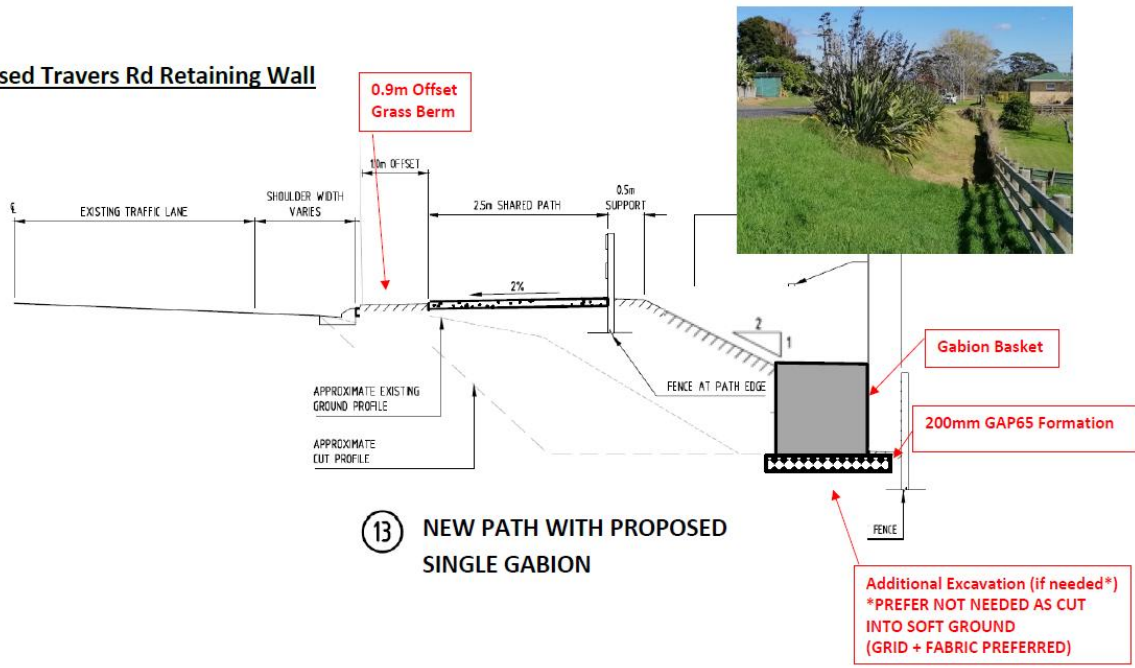 sed Travers Rd Retaining Wall
0.9m Offset
Grass Berm
1.0m OFFSET
℄
EXISTING TRAFFIC LANE
SHOULDER WIDTH
VARIES
2.5m SHARED PATH
0.5m
SUPPORT
2%
2
1
Gabion Basket
FENCE AT PATH EDGE
APPROXIMATE EXISTING
GROUND PROFILE
200mm GAP65 Formation
APPROXIMATE
CUT PROFILE
13
NEW PATH WITH PROPOSED
SINGLE GABION
FENCE
Additional Excavation (if needed*)
*PREFER NOT NEEDED AS CUT
INTO SOFT GROUND
(GRID + FABRIC PREFERRED)